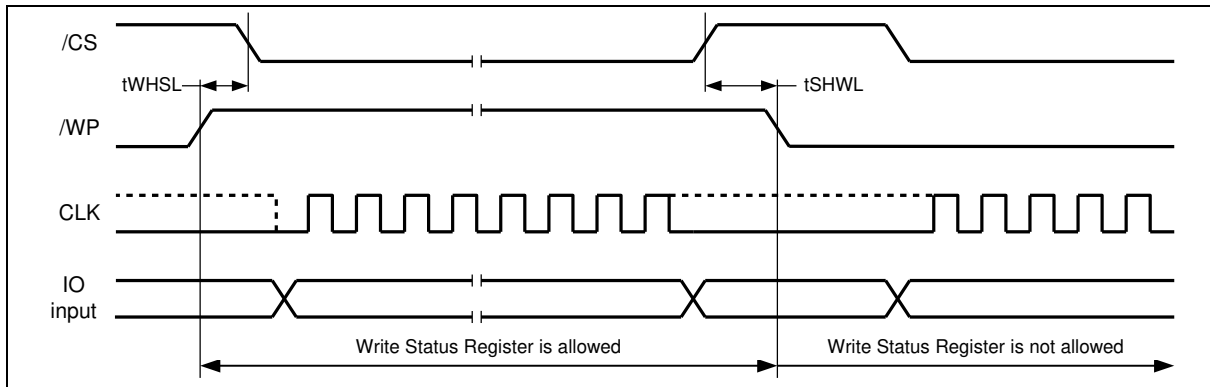 /CS
tWHSL
tSHWL
/WP
CLK
IO
input
Write Status Register is allowed
Write Status Register is not allowed